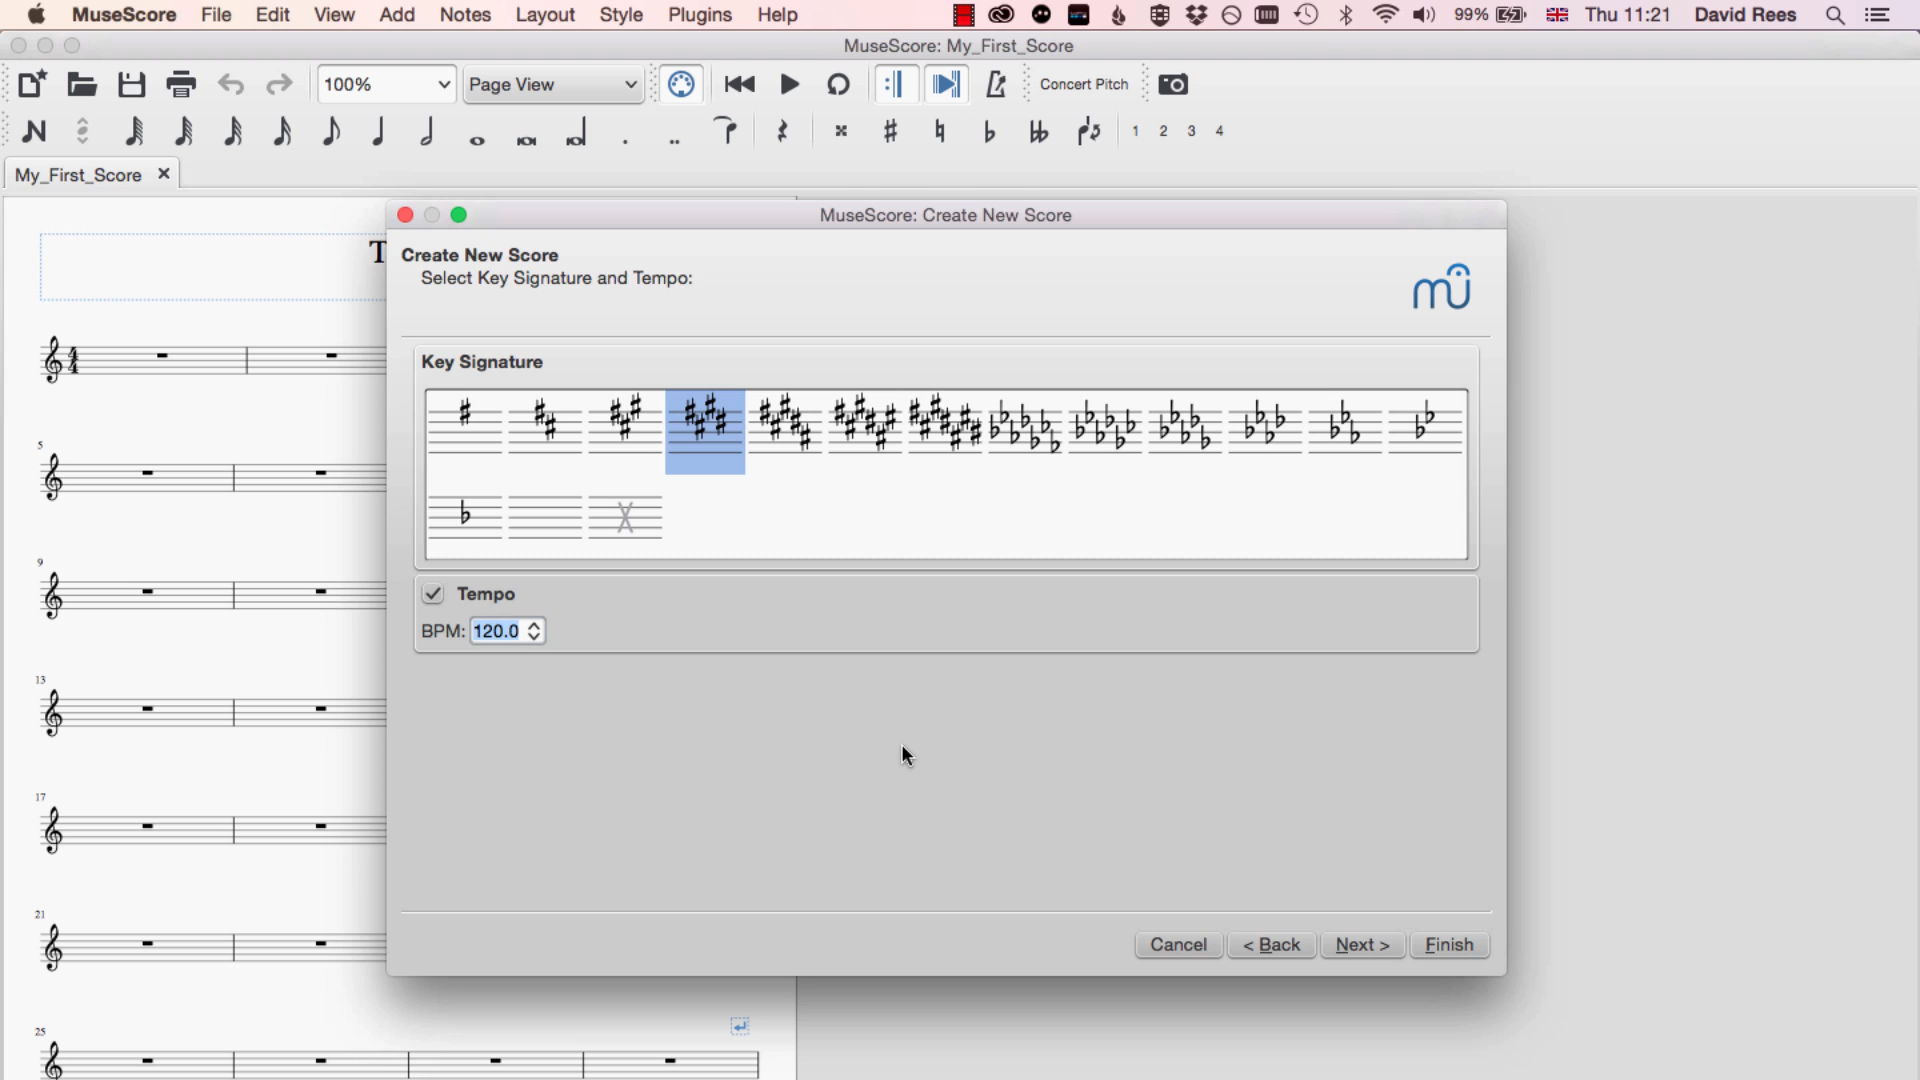 MuseScore File Edit View Add Notes Layout Style Plugins Help 99% Thu 11:21 David Rees
MuseScore: My_First_Score
100% Page View Concert Pitch
1 2 3 4
My_First_Score
MuseScore: Create New Score
T
Create New Score
Select Key Signature and Tempo:
Key Signature
5
9
Tempo
BPM: 120.0
13
17
21
Cancel < Back Next > Finish
25